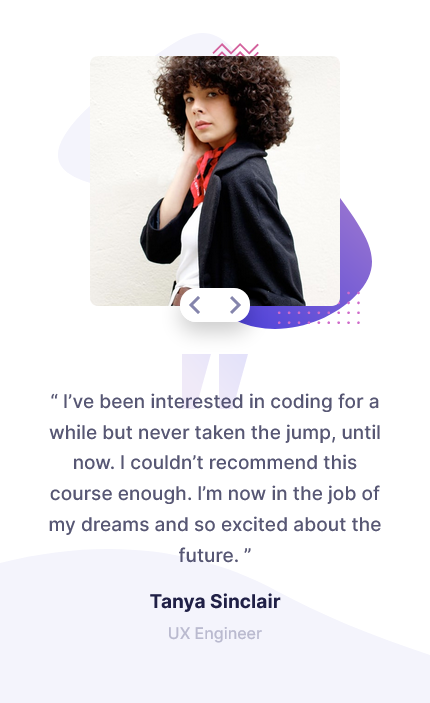 “ I’ve been interested in coding for a
while but never taken the jump, until
now. I couldn’t recommend this
course enough. I’m now in the job of
my dreams and so excited about the
future. ”
Tanya Sinclair
UX Engineer